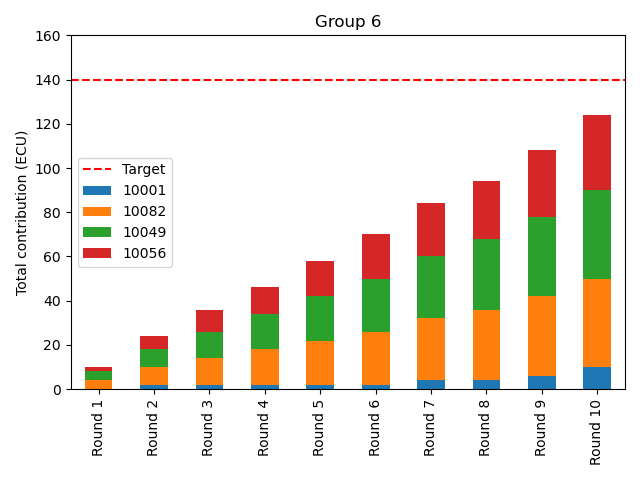 Group 6
Total contribution (ECU)
160
140
120
100
80
60
40
20
0
Target
10001
10082
10049
10056
Round 1
Round 2
Round 3
Round 4
Round 5
Round 6
Round 7
Round 8
Round 9
Round 10